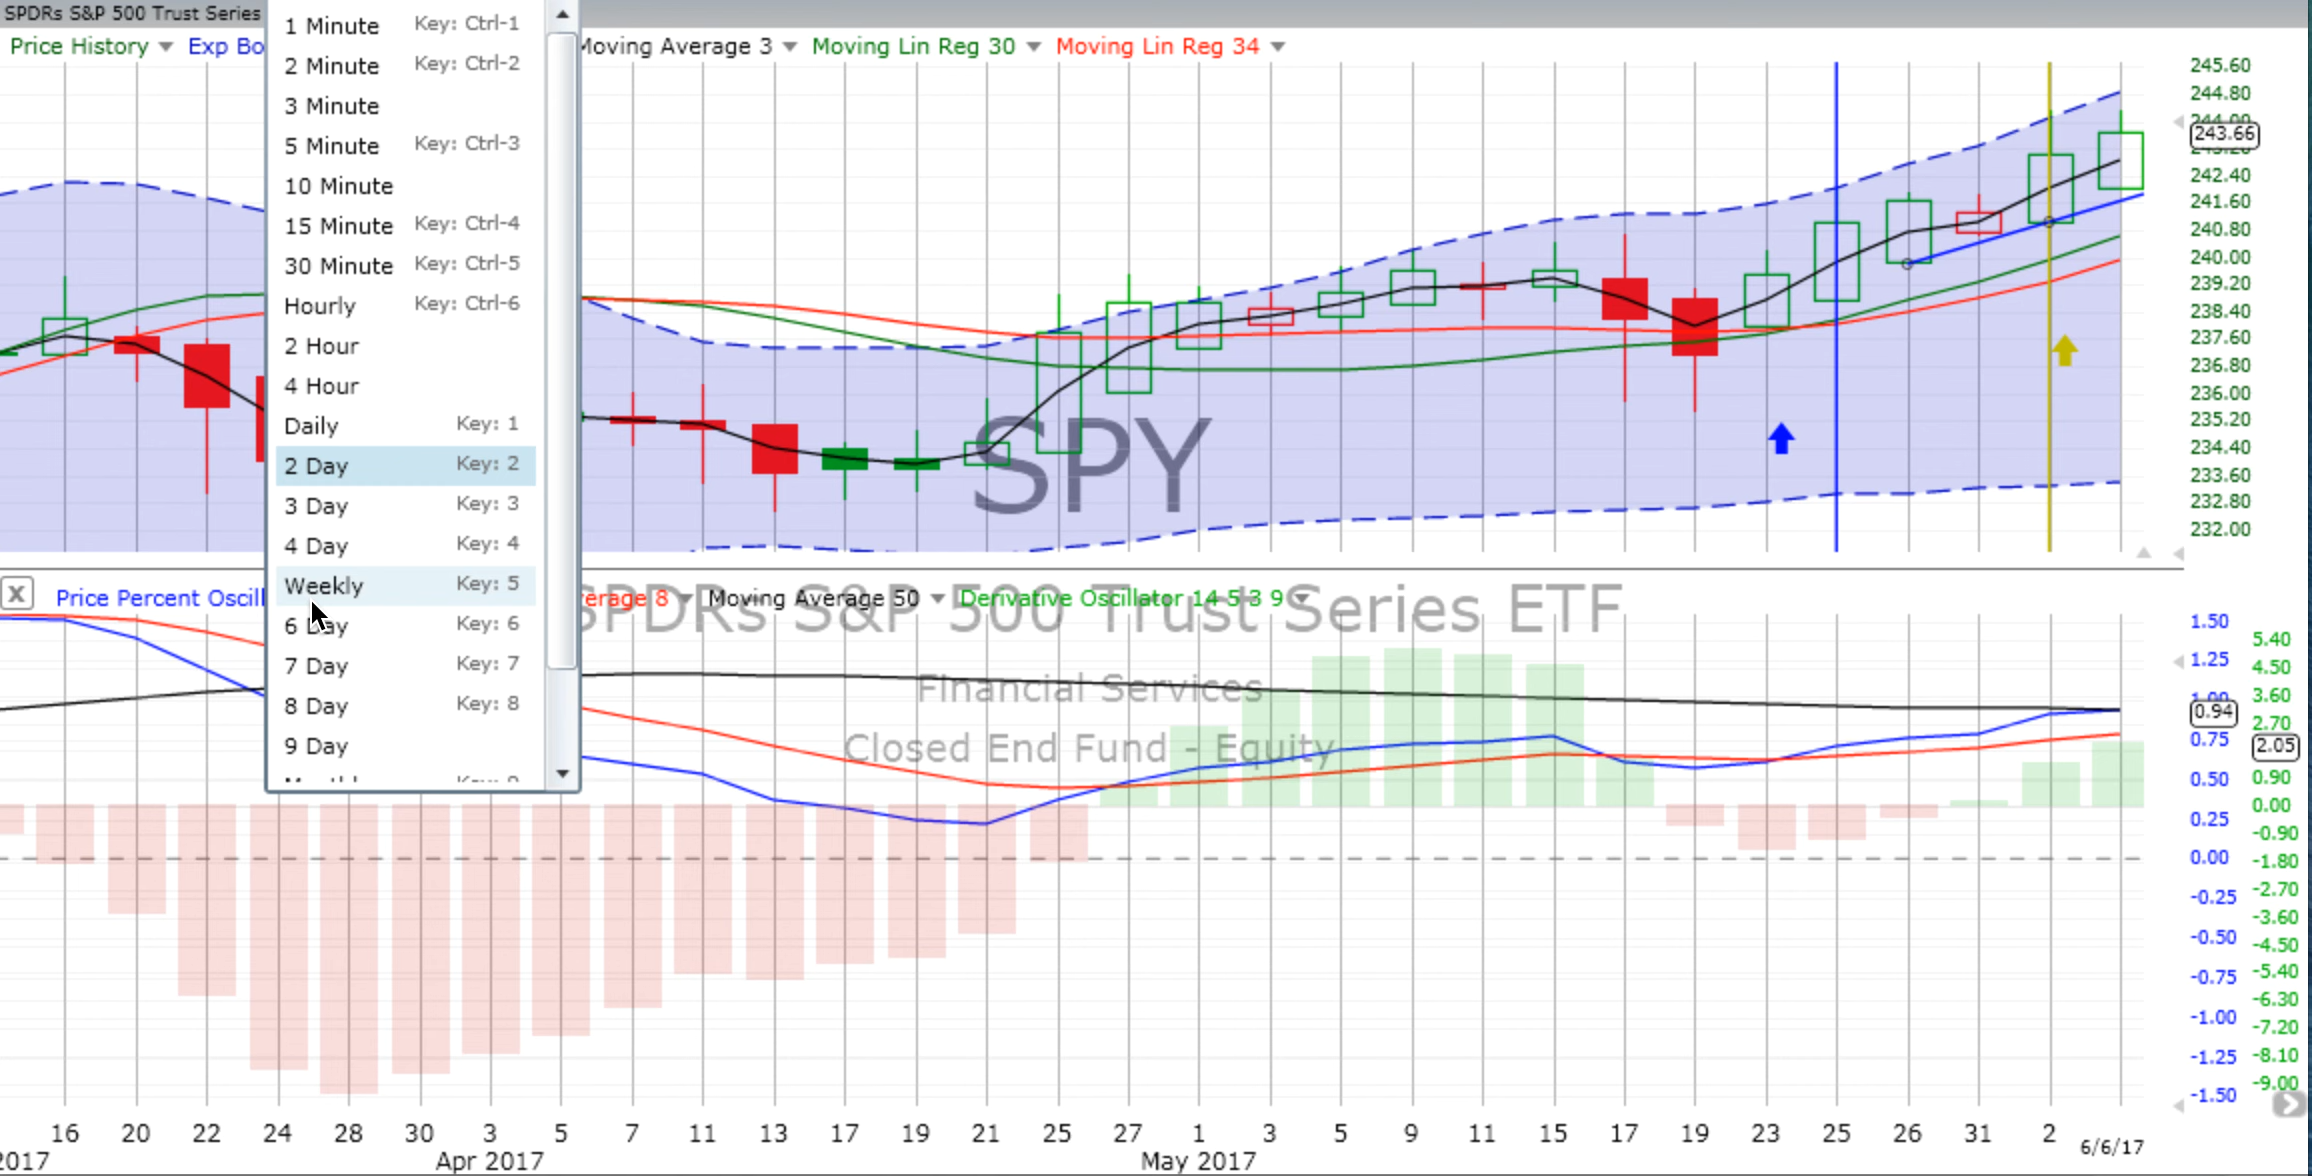 SPDRs S&P 500 Trust Series
Price History Exp Bo Moving Average 3 Moving Lin Reg 30 Moving Lin Reg 34
1 Minute Key: Ctrl-1
2 Minute Key: Ctrl-2
3 Minute
5 Minute Key: Ctrl-3
10 Minute
15 Minute Key: Ctrl-4
30 Minute Key: Ctrl-5
Hourly Key: Ctrl-6
2 Hour
4 Hour
Daily Key: 1
2 Day Key: 2
3 Day Key: 3
4 Day Key: 4
Weekly Key: 5
6 Day Key: 6
7 Day Key: 7
8 Day Key: 8
9 Day
245.60
244.80
243.66
242.40
241.60
240.80
240.00
239.20
238.40
237.60
236.80
236.00
235.20
234.40
233.60
232.80
232.00
SPY
X Price Percent Oscill erage 8 Moving Average 50 Derivative Oscillator 14 5 3 9
SPDRs S&P 500 Trust Series ETF
Financial Services
Closed End Fund - Equity
1.50
1.25
1.00
0.94
0.75
0.50
0.25
0.00
-0.25
-0.50
-0.75
-1.00
-1.25
-1.50
5.40
4.50
3.60
2.70
2.05
0.90
0.00
-0.90
-1.80
-2.70
-3.60
-4.50
-5.40
-6.30
-7.20
-8.10
-9.00
16 20 22 24 28 30 3 5 7 11 13 17 19 21 25 27 1 3 5 9 11 15 17 19 23 25 26 31 2 6/6/17
2017 Apr 2017 May 2017